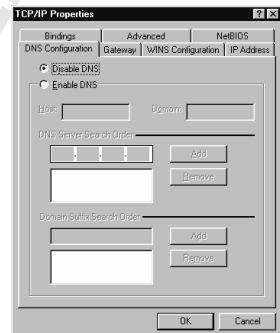 TCP/IP Properties
Bindings Advanced NetBIOS
DNS Configuration Gateway WINS Configuration IP Address
Disable DNS
Enable DNS
Host: Domain:
DNS Server Search Order
Add
Remove
Domain Suffix Search Order
Add
Remove
OK Cancel